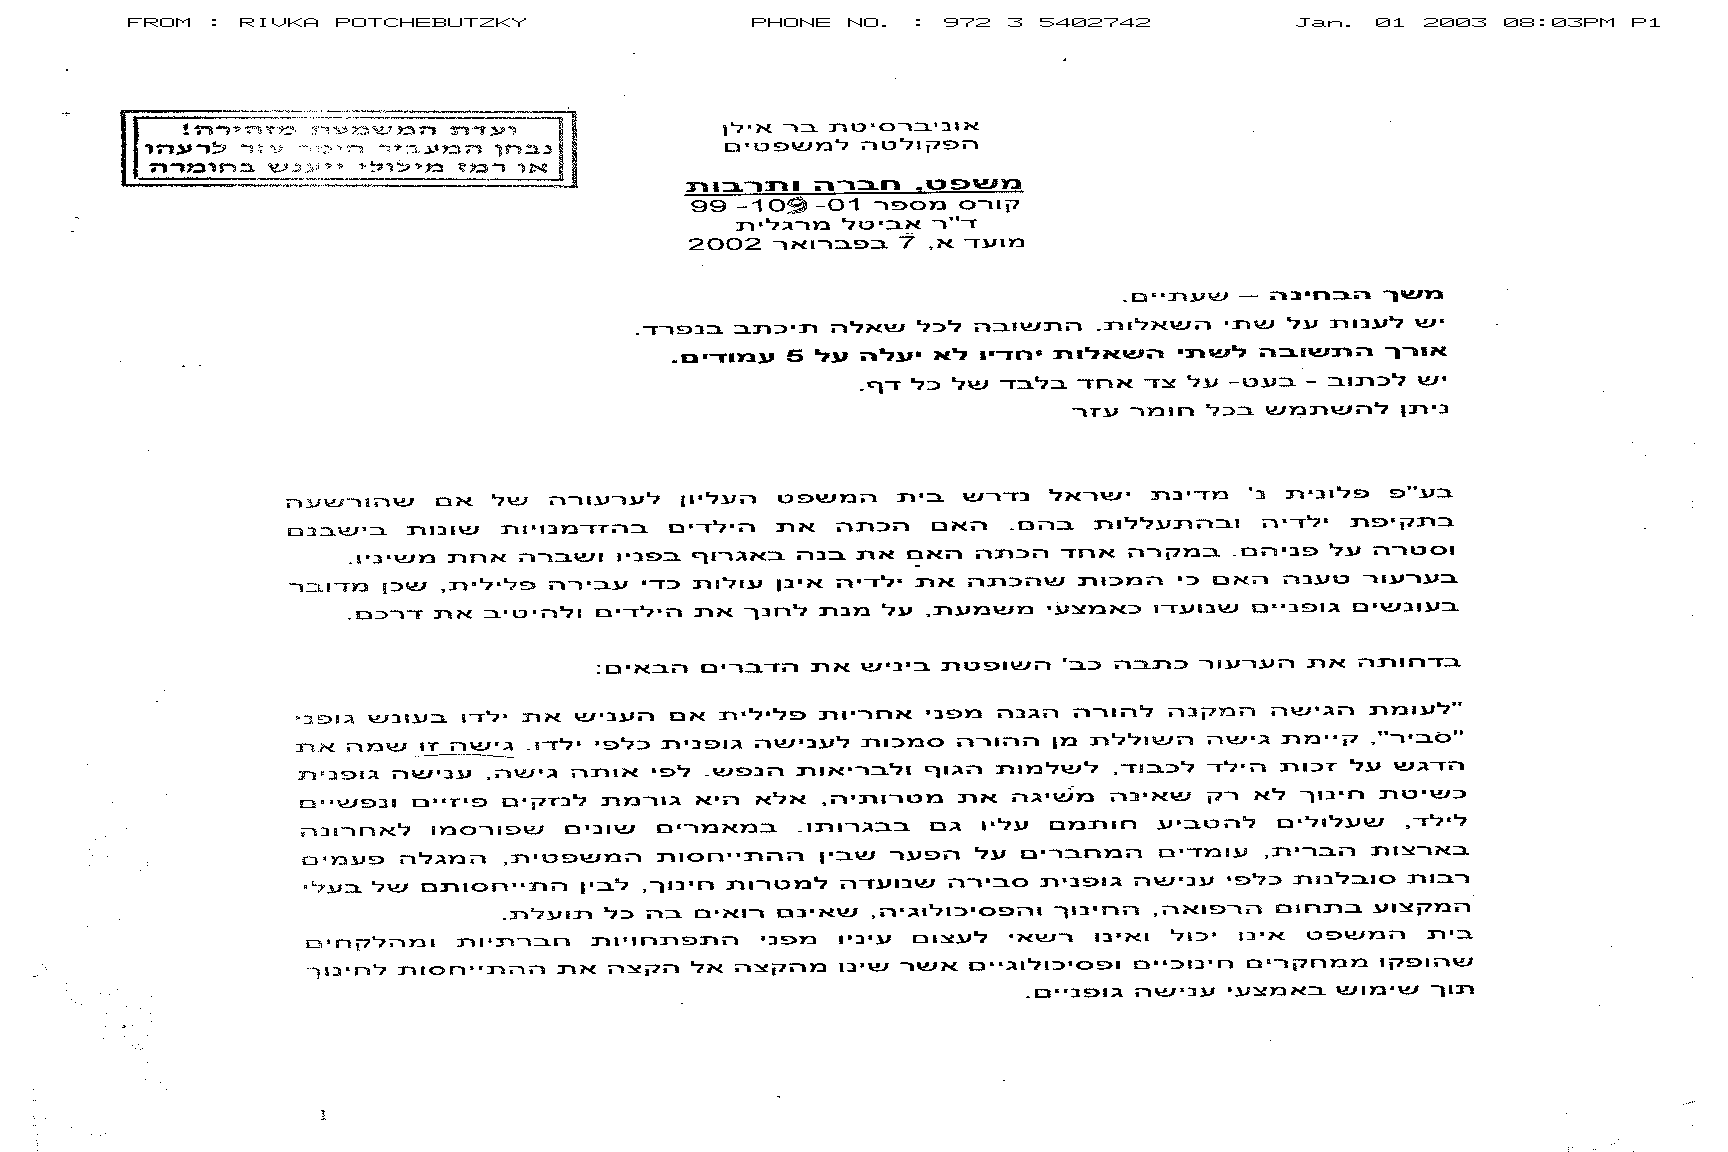 FROM : RIVKA POTCHEBUTZKY PHONE NO. : 972 3 5402742 Jan. 01 2003 08:03PM P1
ועדת המשמעת מזהירה!
נבחן המעביר חומר עזר לרעהו
או רמז מילולי ייענש בחומרה
אוניברסיטת בר אילן
הפקולטה למשפטים
משפט, חברה ותרבות
קורס מספר 99-109-01
ד"ר אביטל מרגלית
מועד א, 7 בפברואר 2002
משך הבחינה – שעתיים.
יש לענות על שתי השאלות. התשובה לכל שאלה תיכתב בנפרד.
אורך התשובה לשתי השאלות יחדיו לא יעלה על 5 עמודים.
יש לכתוב - בעט- על צד אחד בלבד של כל דף.
ניתן להשתמש בכל חומר עזר
בע"פ פלונית נ' מדינת ישראל נדרש בית המשפט העליון לערעורה של אם שהורשעה
בתקיפת ילדיה ובהתעללות בהם. האם הכתה את הילדים בהזדמנויות שונות בישבנם
וסטרה על פניהם. במקרה אחד הכתה האם את בנה באגרוף בפניו ושברה אחת משיניו.
בערעור טענה האם כי המכות שהכתה את ילדיה אינן עולות כדי עבירה פלילית, שכן מדובר
בעונשים גופניים שנועדו כאמצעי משמעת, על מנת לחנך את הילדים ולהיטיב את דרכם.
בדחותה את הערעור כתבה כב' השופטת ביניש את הדברים הבאים:
"לעומת הגישה המקנה להורה הגנה מפני אחריות פלילית אם העניש את ילדו בעונש גופני
"סביר", קיימת גישה השוללת מן ההורה סמכות לענישה גופנית כלפי ילדו. גישה זו שמה את
הדגש על זכות הילד לכבוד, לשלמות הגוף ולבריאות הנפש. לפי אותה גישה, ענישה גופנית
כשיטת חינוך לא רק שאינה משיגה את מטרותיה, אלא היא גורמת לנזקים פיזיים ונפשיים
לילד, שעלולים להטביע חותמם עליו גם בבגרותו. במאמרים שונים שפורסמו לאחרונה
בארצות הברית, עומדים המחברים על הפער שבין ההתייחסות המשפטית, המגלה פעמים
רבות סובלנות כלפי ענישה גופנית סבירה שנועדה למטרות חינוך, לבין התייחסותם של בעלי
המקצוע בתחום הרפואה, החינוך והפסיכולוגיה, שאינם רואים בה כל תועלת.
בית המשפט אינו יכול ואינו רשאי לעצום עיניו מפני התפתחויות חברתיות ומהלקחים
שהופקו ממחקרים חינוכיים ופסיכולוגיים אשר שינו מהקצה אל הקצה את ההתייחסות לחינוך
תוך שימוש באמצעי ענישה גופניים.
1